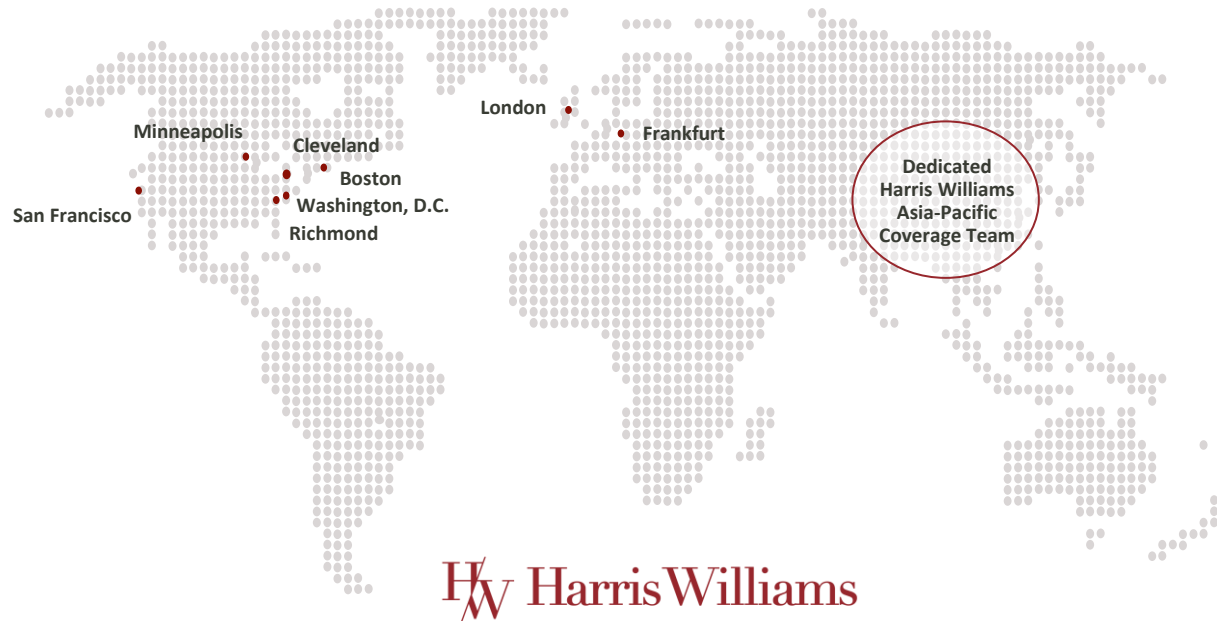 London
Minneapolis
Frankfurt
Cleveland
Boston
San Francisco
Washington, D.C.
Richmond
Dedicated
Harris Williams
Asia-Pacific
Coverage Team
HW Harris Williams